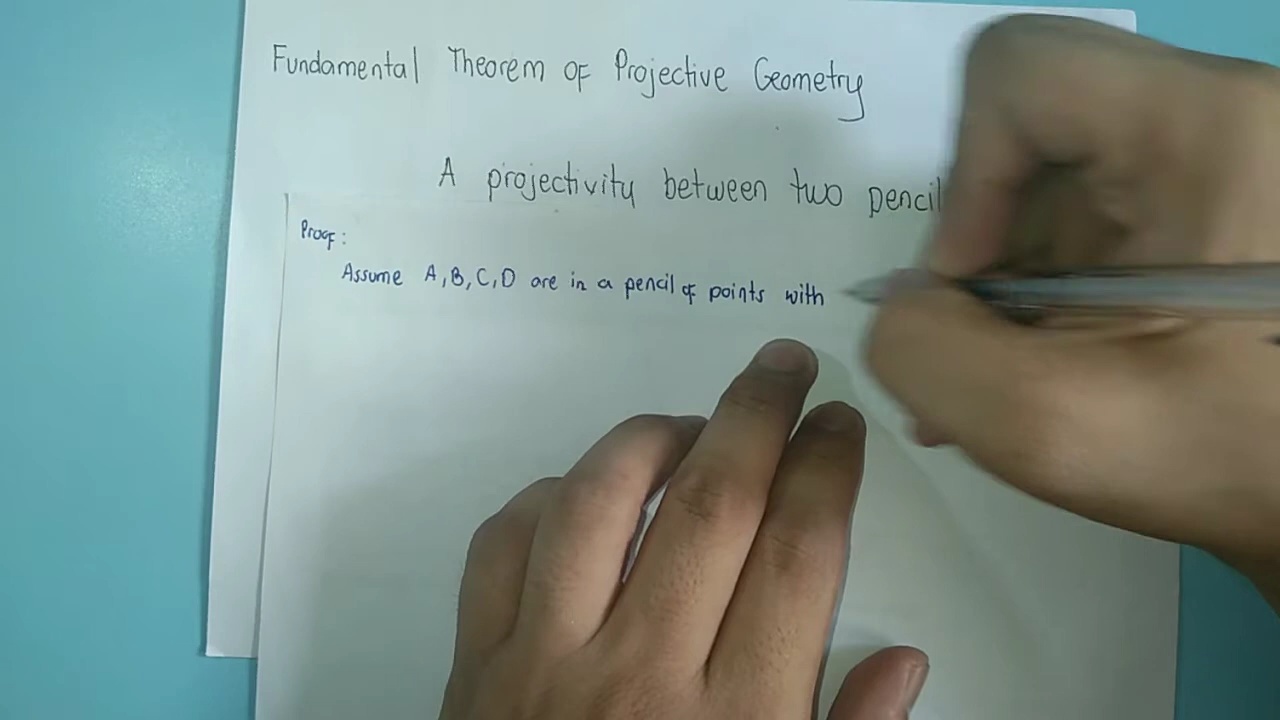 Fundamental Theorem of Projective Geometry
A projectivity between two pencil
Proof:
Assume A, B, C, D are in a pencil of points with